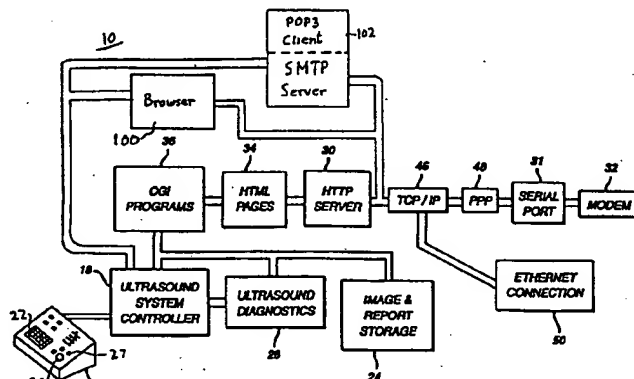 10
POP3
Client
102
SMTP
Server
Browser
100
36
34
30
46
48
31
32
CGI
PROGRAMS
HTML
PAGES
HTTP
SERVER
TCP/IP
PPP
SERIAL
PORT
MODEM
18
ULTRASOUND
SYSTEM
CONTROLLER
ULTRASOUND
DIAGNOSTICS
IMAGE &
REPORT
STORAGE
ETHERNET
CONNECTION
22
27
26
24
50